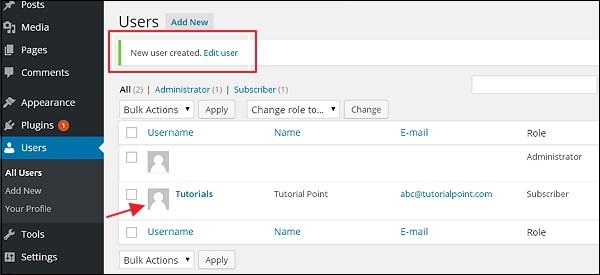 Posts
Media
Pages
Comments
Appearance
Plugins 1
Users
All Users
Add New
Your Profile
Tools
Settings
Users Add New
New user created. Edit user
All (2) | Administrator (1) | Subscriber (1)
Bulk Actions Apply Change role to... Change
Username Name E-mail Role
Administrator
Tutorials Tutorial Point abc@tutorialpoint.com Subscriber
Username Name E-mail Role
Bulk Actions Apply